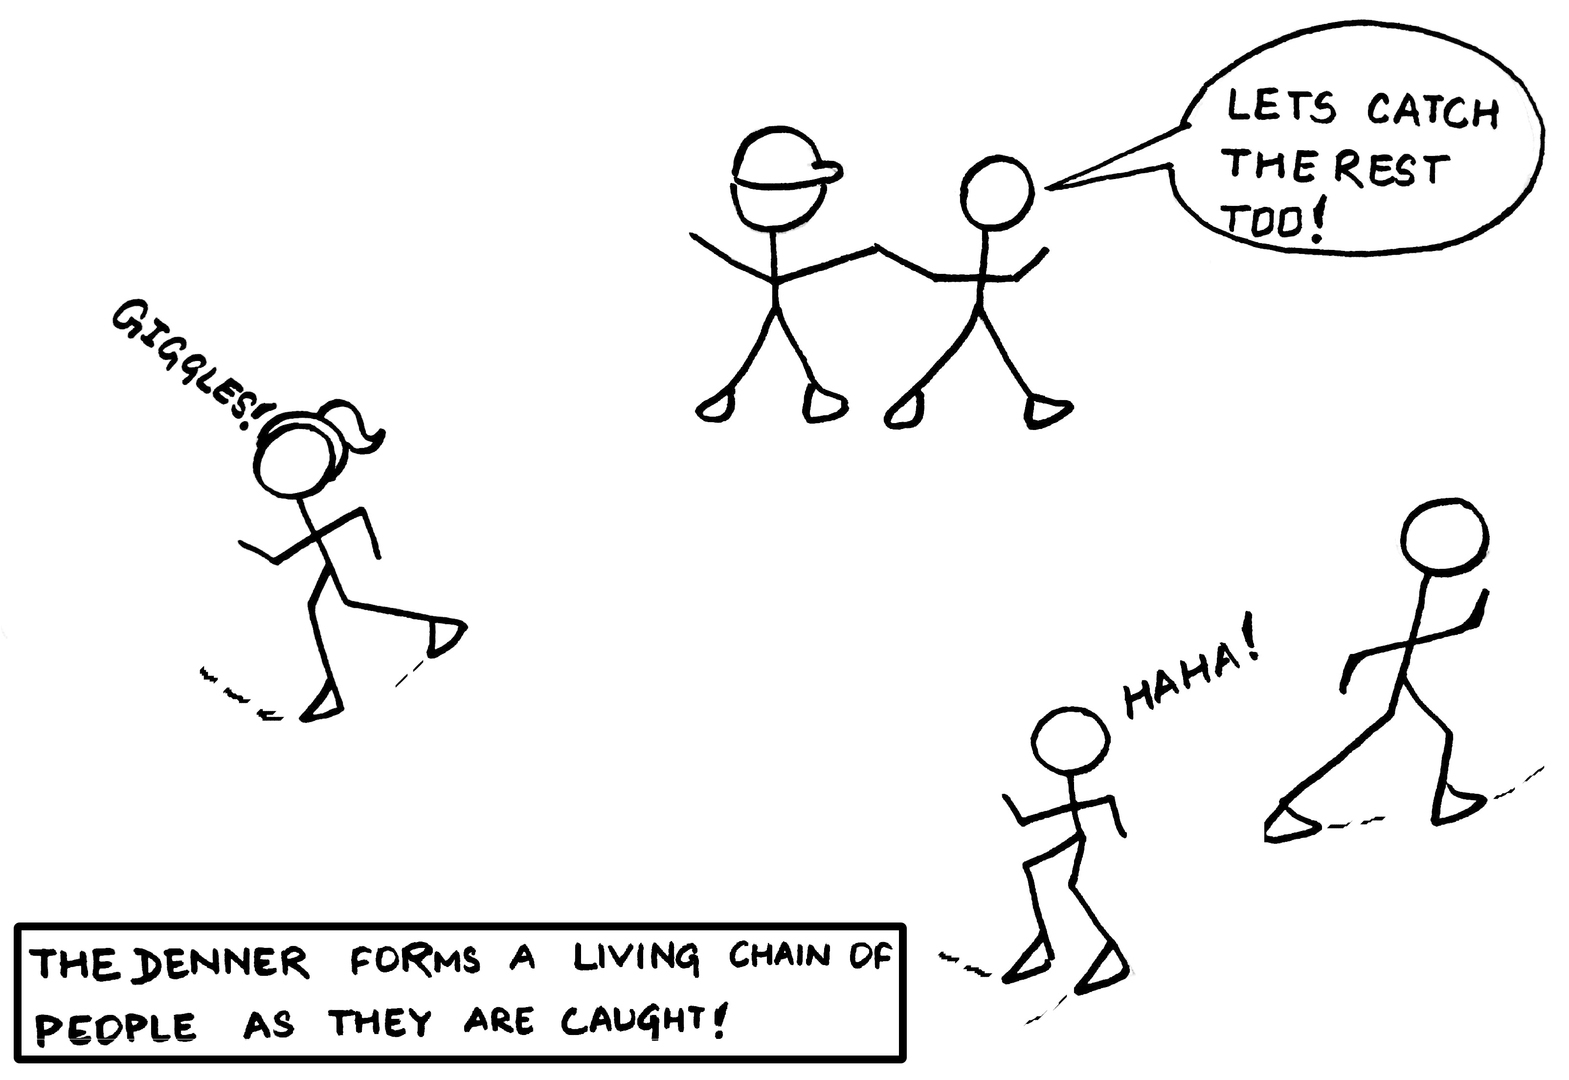 LETS CATCH
THE REST
TOO!
GIGGLES!
HAHA!
THE DENNER FORMS A LIVING CHAIN OF
PEOPLE AS THEY ARE CAUGHT!